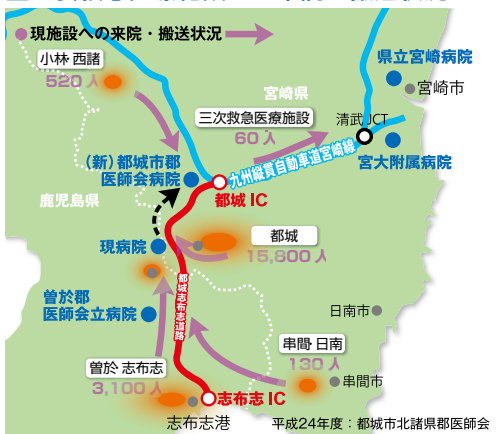 現施設への来院・搬送状況
小林・西諸
520人
県立宮崎病院
宮崎市
宮崎県
三次救急医療施設
60人
清武JCT
宮大附属病院
九州縦貫自動車道宮崎線
(新)都城市郡
医師会病院
都城IC
鹿児島県
現病院
都城
15,800人
都城志布志道路
曽於郡
医師会立病院
日南市
串間・日南
130人
串間市
曽於・志布志
3,100人
志布志IC
志布志港
平成24年度:都城市北諸県郡医師会